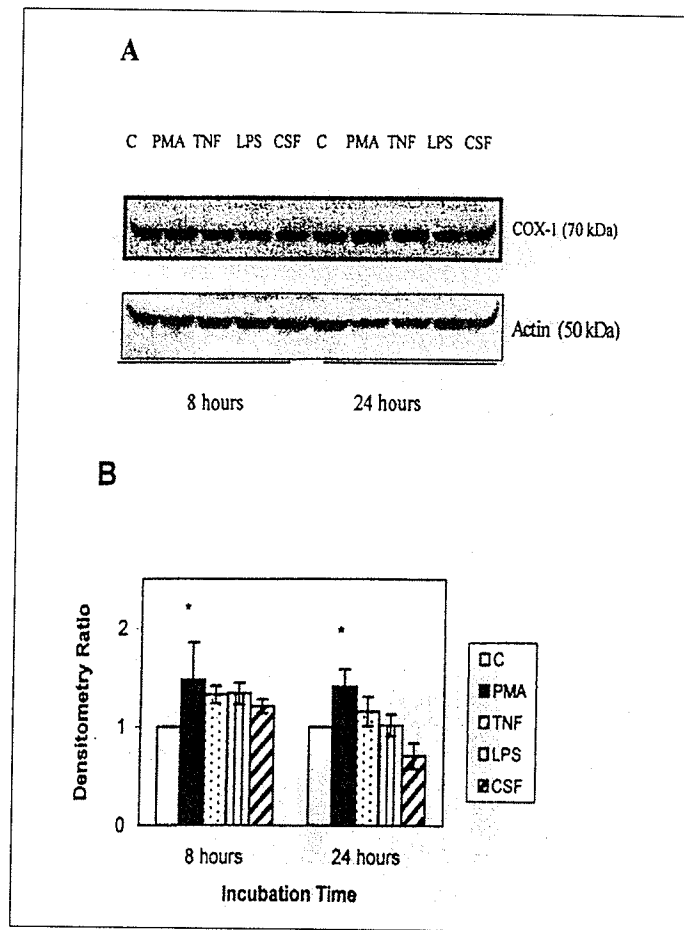 A
C PMA TNF LPS CSF C PMA TNF LPS CSF
COX-1 (70 kDa)
Actin (50 kDa)
8 hours 24 hours
B
Densitometry Ratio
2
1
0
* *
8 hours 24 hours
Incubation Time
C
PMA
TNF
LPS
CSF